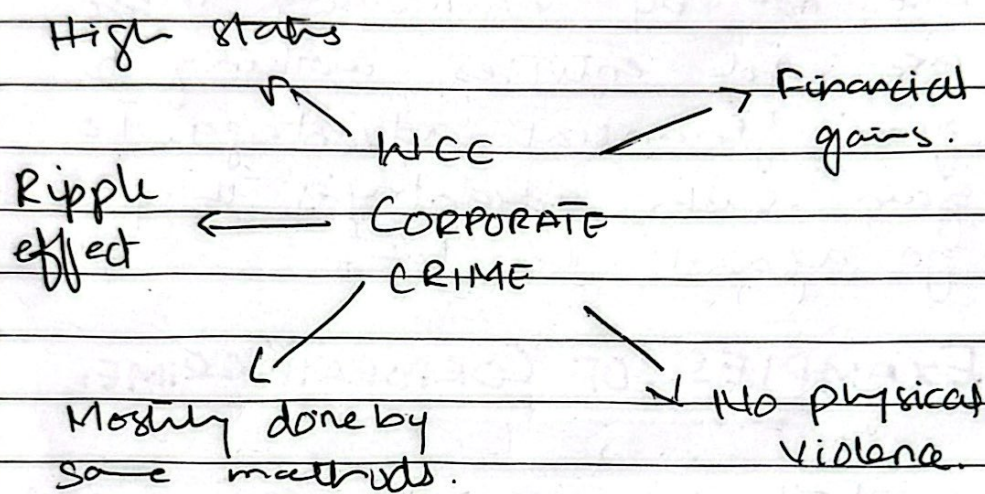 High status
Financial
gains.
WCC
CORPORATE
CRIME
Ripple
effect
Mostly done by
same methods.
No physical
violence.